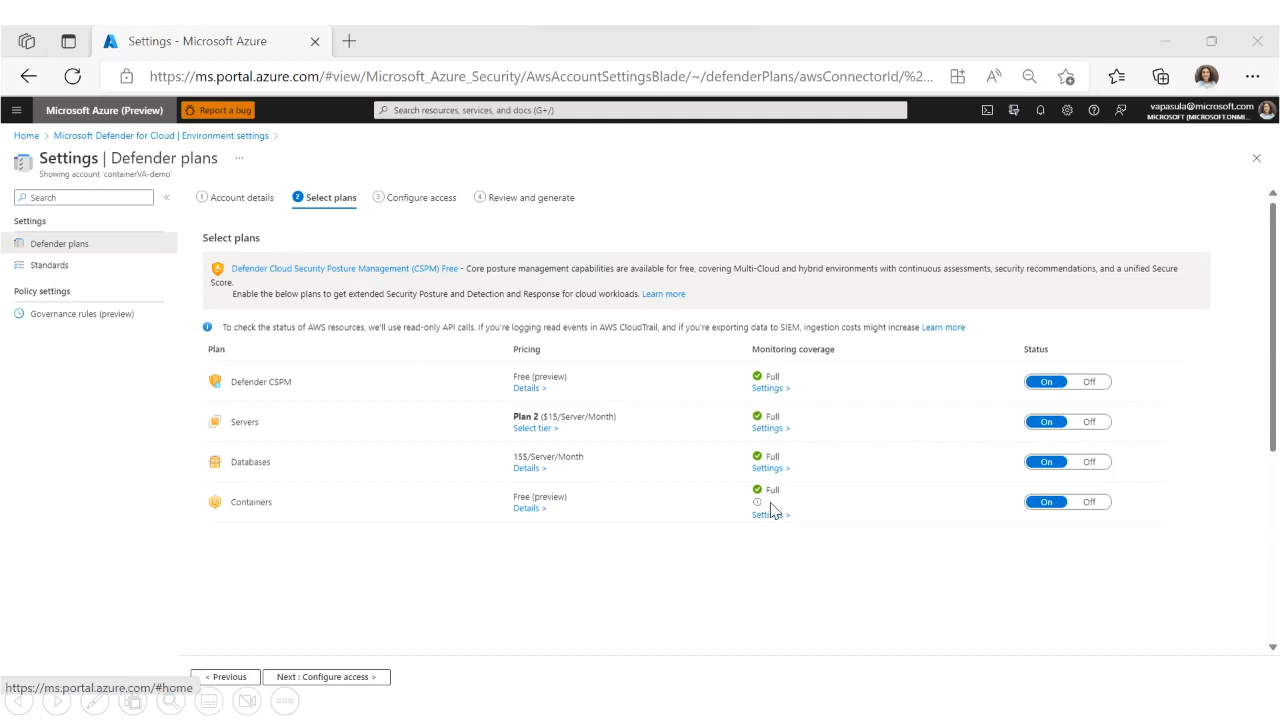 Settings - Microsoft Azure
https://ms.portal.azure.com/#view/Microsoft_Azure_Security/AwsAccountSettingsBlade/~/defenderPlans/awsConnectorId/%2...
Microsoft Azure (Preview)
Report a bug
Search resources, services, and docs (G+/)
vapasula@microsoft.com
MICROSOFT (MICROSOFT.ONMI...
Home > Microsoft Defender for Cloud | Environment settings >
Settings | Defender plans ...
Showing account 'containerVA-demo'
Search «
Settings
Defender plans
Standards
Policy settings
Governance rules (preview)
1 Account details 2 Select plans 3 Configure access 4 Review and generate
Select plans
Defender Cloud Security Posture Management (CSPM) Free - Core posture management capabilities are available for free, covering Multi-Cloud and hybrid environments with continuous assessments, security recommendations, and a unified Secure
Score.
Enable the below plans to get extended Security Posture and Detection and Response for cloud workloads. Learn more
To check the status of AWS resources, we'll use read-only API calls. If you're logging read events in AWS CloudTrail, and if you're exporting data to SIEM, ingestion costs might increase Learn more
Plan Pricing Monitoring coverage Status
Defender CSPM Free (preview) Full On Off
Details > Settings >
Servers Plan 2 ($15/Server/Month) Full On Off
Select tier > Settings >
Databases 15$/Server/Month Full On Off
Details > Settings >
Containers Free (preview) Full On Off
Details > Settings >
< Previous Next : Configure access >
https://ms.portal.azure.com/#home